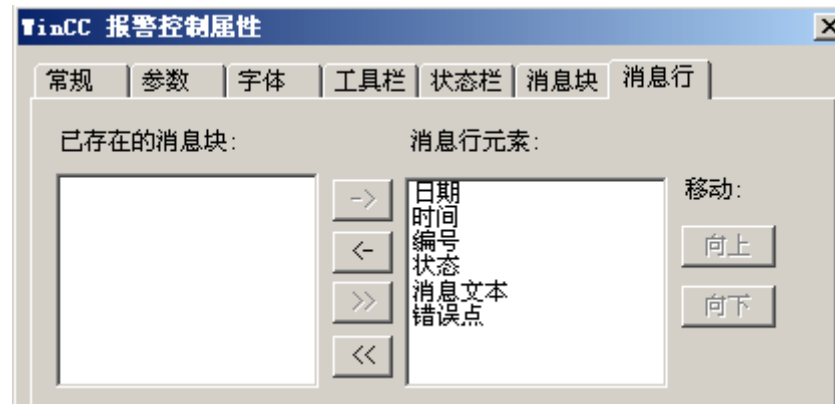 WinCC 报警控制属性
常规 参数 字体 工具栏 状态栏 消息块 消息行
已存在的消息块: 消息行元素:
-> 日期 移动:
时间
<- 编号 向上
状态
>> 消息文本 向下
错误点
<<